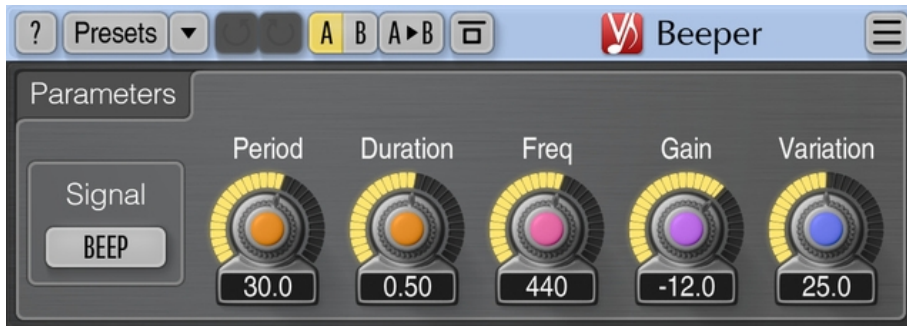 ? Presets A B A▸B Beeper
Parameters
Period Duration Freq Gain Variation
Signal
BEEP
30.0 0.50 440 -12.0 25.0